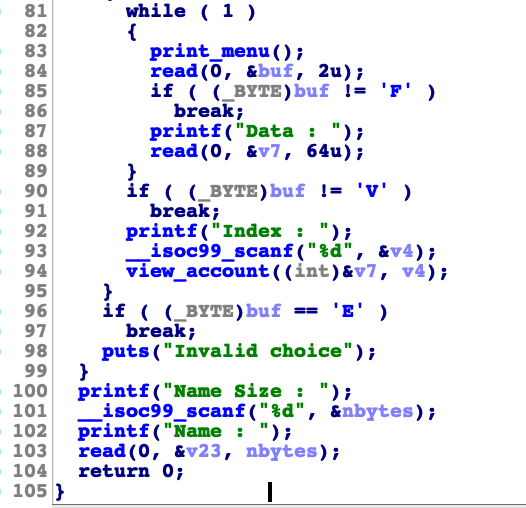 81 while ( 1 )
82 {
83 print_menu();
84 read(0, &buf, 2u);
85 if ( (_BYTE)buf != 'F' )
86 break;
87 printf("Data : ");
88 read(0, &v7, 64u);
89 }
90 if ( (_BYTE)buf != 'V' )
91 break;
92 printf("Index : ");
93 __isoc99_scanf("%d", &v4);
94 view_account((int)&v7, v4);
95 }
96 if ( (_BYTE)buf == 'E' )
97 break;
98 puts("Invalid choice");
99 }
100 printf("Name Size : ");
101 __isoc99_scanf("%d", &nbytes);
102 printf("Name : ");
103 read(0, &v23, nbytes);
104 return 0;
105 }